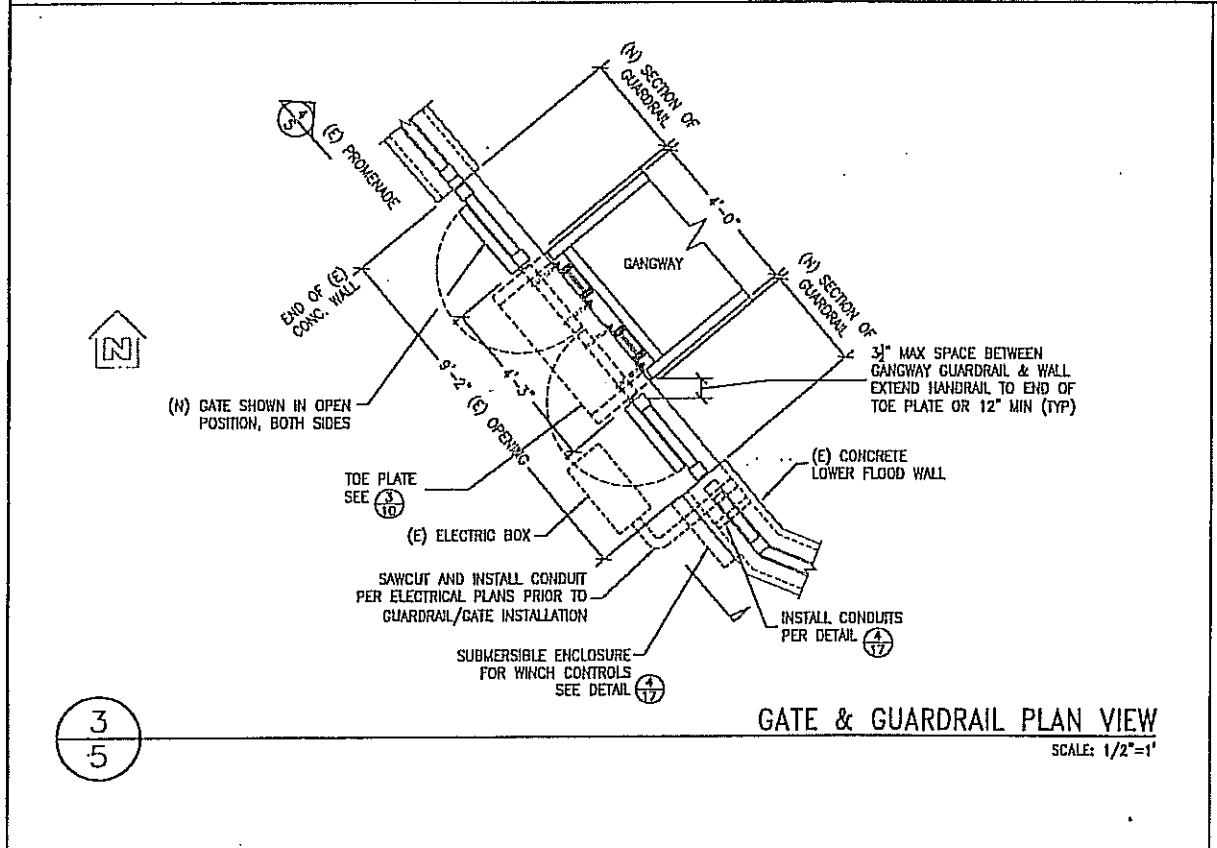 (N) SECTION OF
GUARDRAIL
4
5
(E) PROMENADE
4'-0"
GANGWAY
(N) SECTION OF
GUARDRAIL
END OF (E)
CONC. WALL
N
9'-2" (E) OPENING
4'-3"
MAX SPACE BETWEEN
GANGWAY GUARDRAIL & WALL
EXTEND HANDRAIL TO END OF
TOE PLATE OR 12" MIN (TYP)
(N) GATE SHOWN IN OPEN
POSITION, BOTH SIDES
(E) CONCRETE
LOWER FLOOD WALL
TOE PLATE
SEE 3
10
(E) ELECTRIC BOX
SAWCUT AND INSTALL CONDUIT
PER ELECTRICAL PLANS PRIOR TO
GUARDRAIL/GATE INSTALLATION
INSTALL CONDUITS
PER DETAIL 4
17
SUBMERSIBLE ENCLOSURE
FOR WINCH CONTROLS
SEE DETAIL 4
17
3
5
GATE & GUARDRAIL PLAN VIEW
SCALE: 1/2"=1'